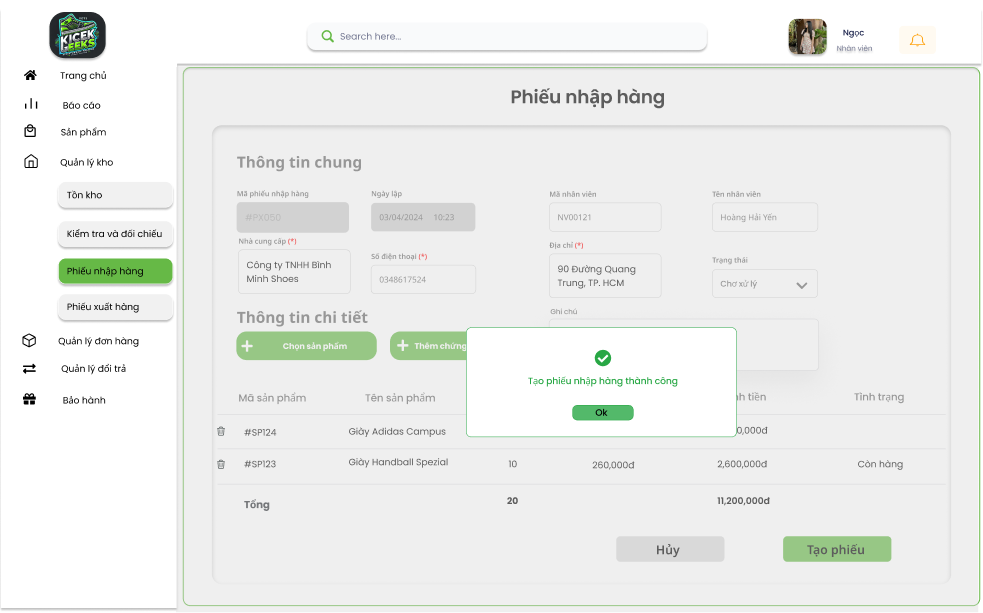 KICEK
GEEKS
Search here...
Ngọc
Nhân viên
Trang chủ
Báo cáo
Sản phẩm
Quản lý kho
Tồn kho
Kiểm tra và đối chiếu
Phiếu nhập hàng
Phiếu xuất hàng
Quản lý đơn hàng
Quản lý đổi trả
Bảo hành
Phiếu nhập hàng
Thông tin chung
Mã phiếu nhập hàng
Ngày lập
Mã nhân viên
Tên nhân viên
#PX050
03/04/2024 10:23
NV00121
Hoàng Hải Yến
Nhà cung cấp (*)
Số điện thoại (*)
Địa chỉ (*)
Trạng thái
Công ty TNHH Bình
Minh Shoes
0348617524
90 Đường Quang
Trung, TP. HCM
Chơ xử lý
Ghi chú
Thông tin chi tiết
Chọn sản phẩm
Thêm chứng
Tạo phiếu nhập hàng thành công
Ok
Mã sản phẩm
Tên sản phẩm
nh tiền
Tình trạng
#SP124
Giày Adidas Campus
0,000đ
#SP123
Giày Handball Spezial
10
260,000đ
2,600,000đ
Còn hàng
Tổng
20
11,200,000đ
Hủy
Tạo phiếu